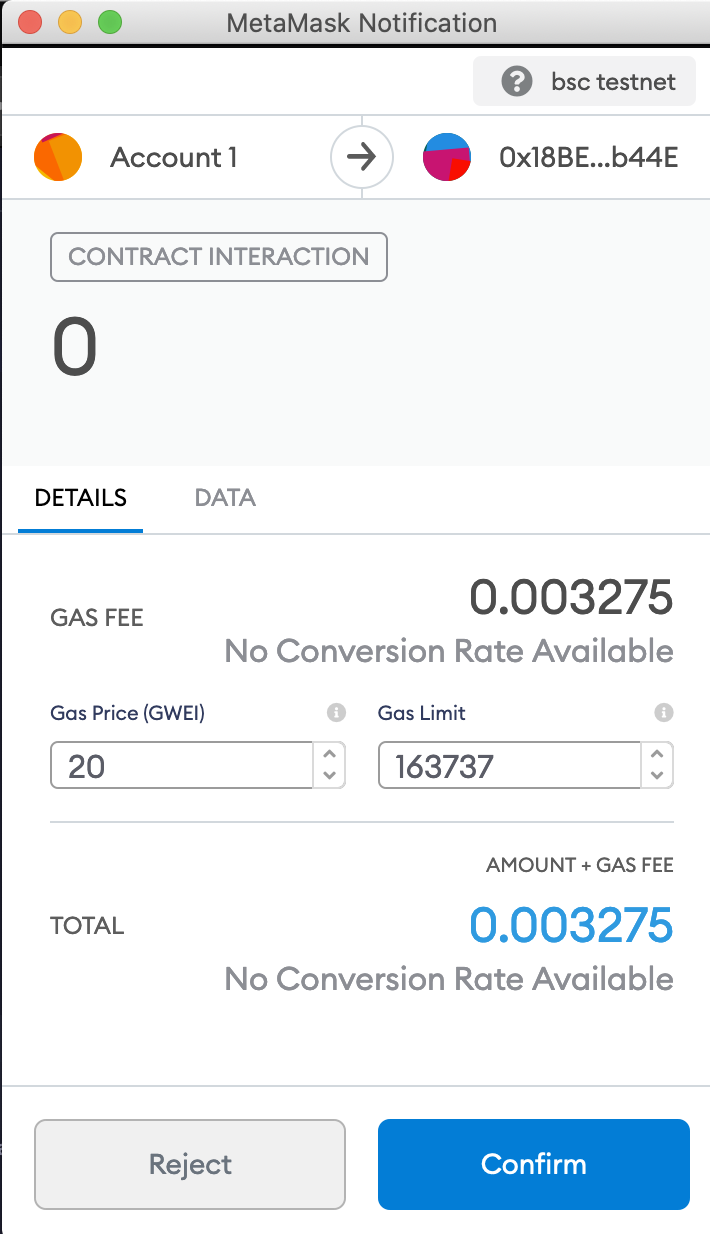 MetaMask Notification
bsc testnet
Account 1
0x18BE...b44E
CONTRACT INTERACTION
0
DETAILS
DATA
GAS FEE
0.003275
No Conversion Rate Available
Gas Price (GWEI)
Gas Limit
20
163737
AMOUNT + GAS FEE
TOTAL
0.003275
No Conversion Rate Available
Reject
Confirm